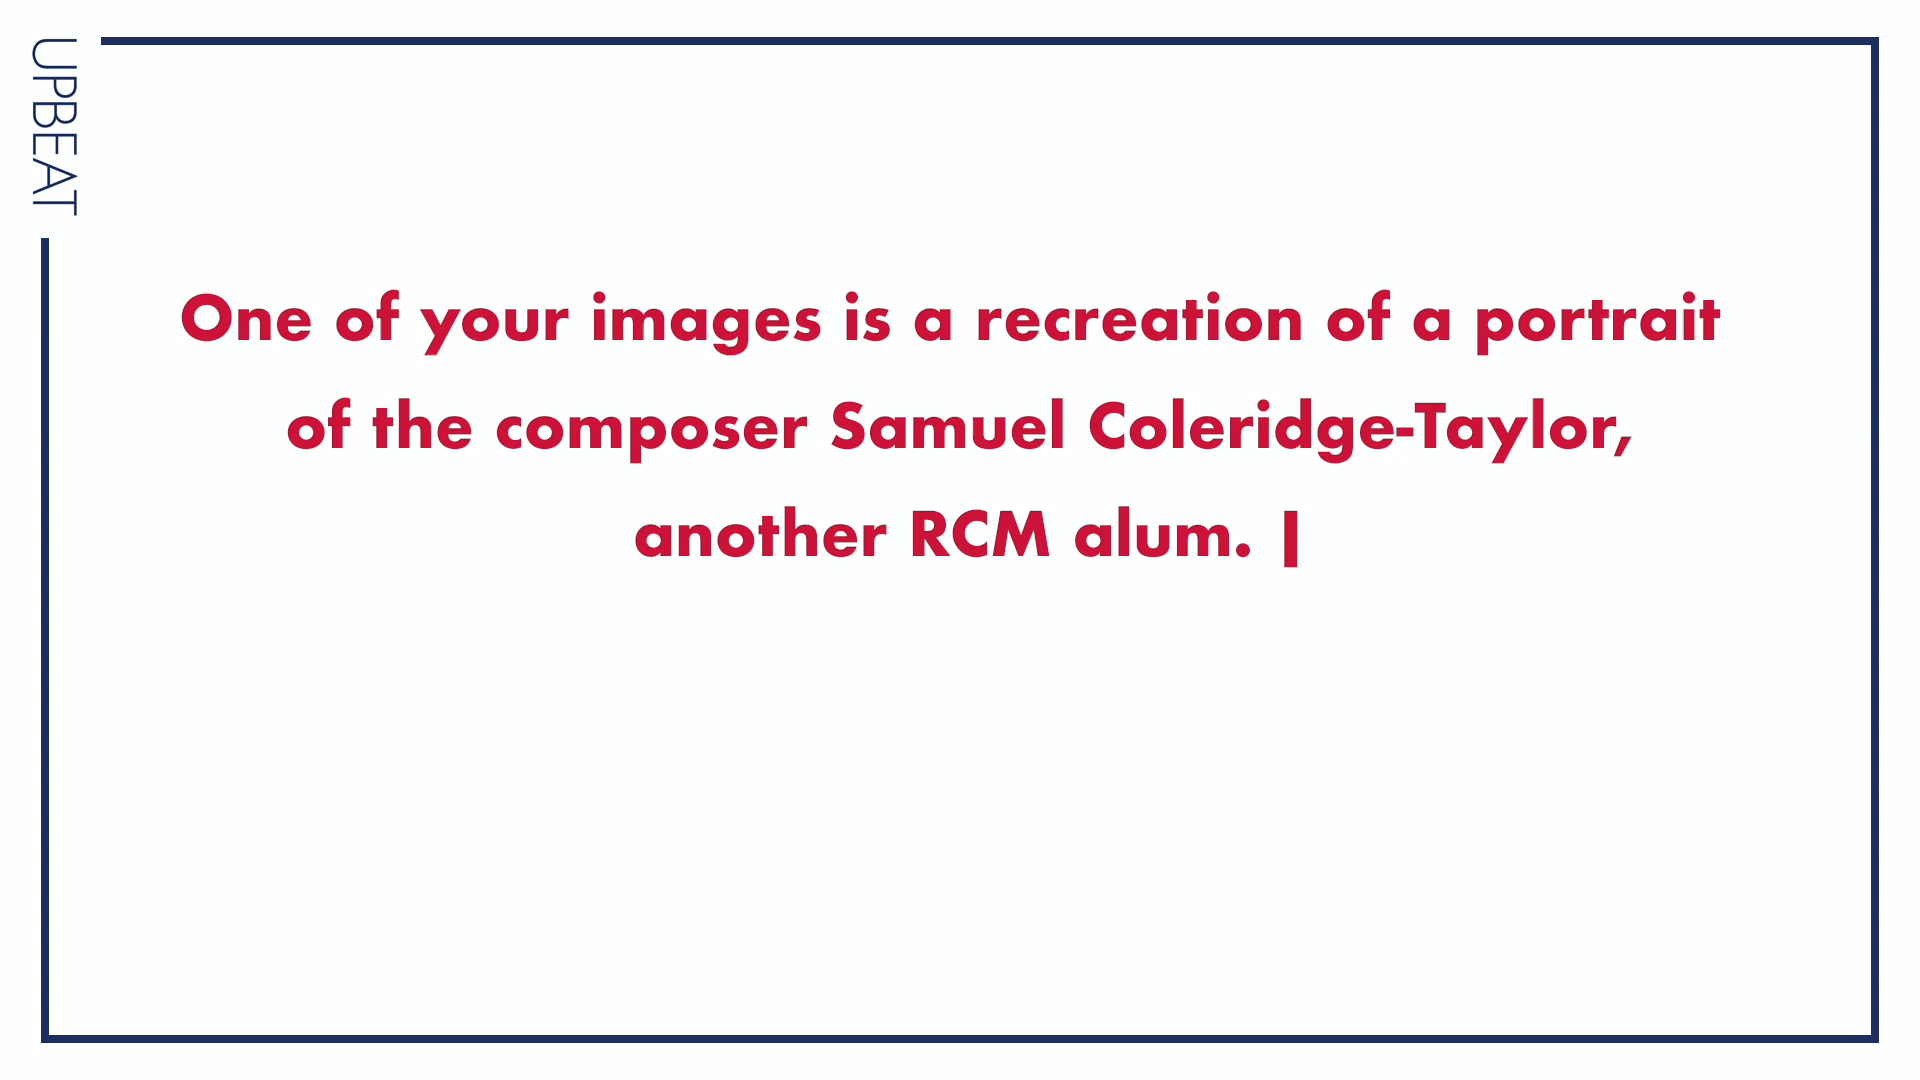 UPBEAT
One of your images is a recreation of a portrait
of the composer Samuel Coleridge-Taylor,
another RCM alum. |